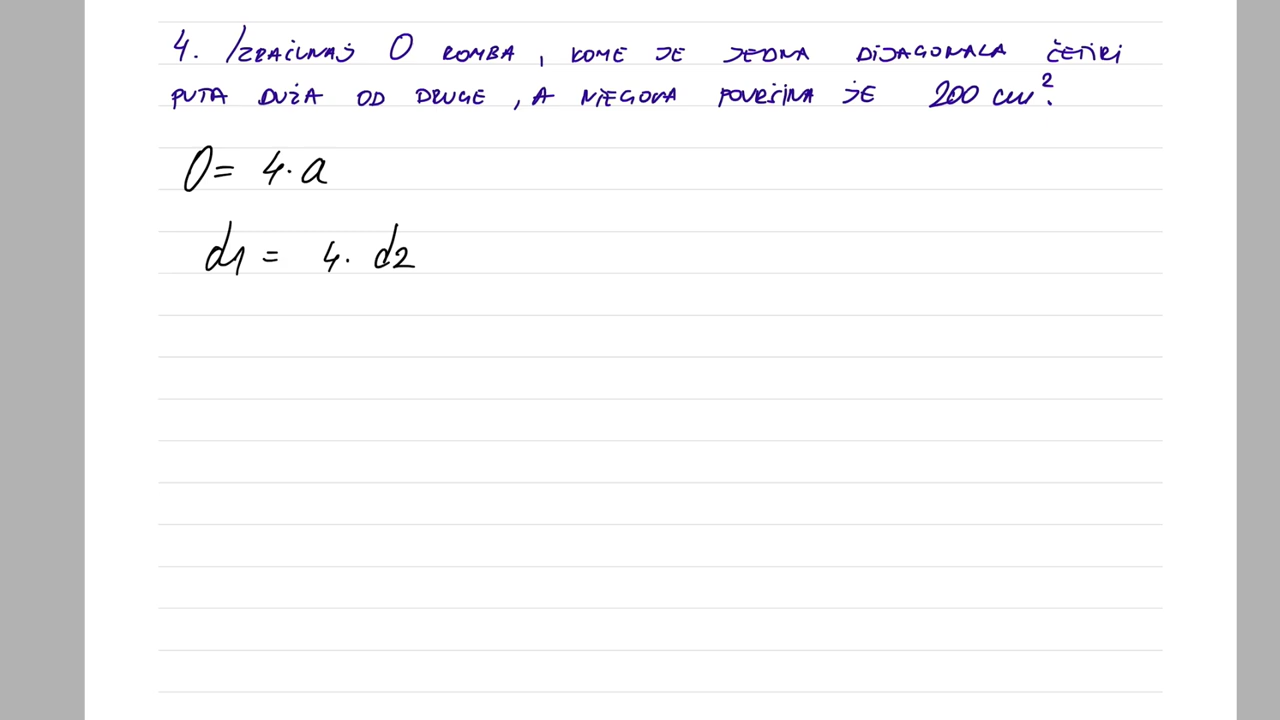 4. IZRAČUNAJ O ROMBA, KOME JE JEDNA DIJAGONALA ČETIRI
PUTA DUŽA OD DRUGE, A NJEGOVA POVRŠINA JE 200 cm².
O = 4·a
d1 = 4·d2